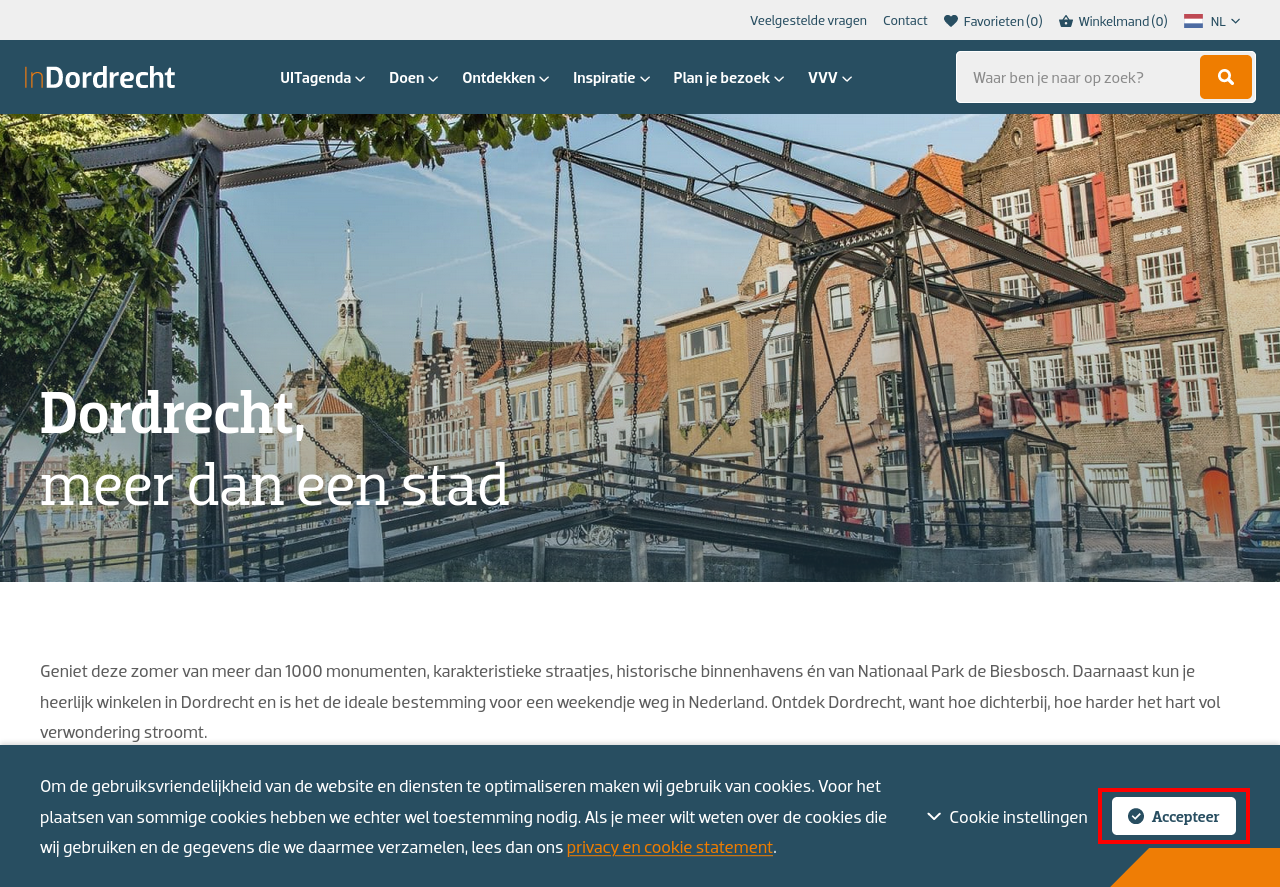 Veelgestelde vragen Contact Favorieten (0) Winkelmand (0) NL
InDordrecht UITagenda Doen Ontdekken Inspiratie Plan je bezoek VVV Waar ben je naar op zoek?
Dordrecht,
meer dan een stad
Geniet deze zomer van meer dan 1000 monumenten, karakteristieke straatjes, historische binnenhavens én van Nationaal Park de Biesbosch. Daarnaast kun je
heerlijk winkelen in Dordrecht en is het de ideale bestemming voor een weekendje weg in Nederland. Ontdek Dordrecht, want hoe dichterbij, hoe harder het hart vol
verwondering stroomt.
Om de gebruiksvriendelijkheid van de website en diensten te optimaliseren maken wij gebruik van cookies. Voor het
plaatsen van sommige cookies hebben we echter wel toestemming nodig. Als je meer wilt weten over de cookies die
wij gebruiken en de gegevens die we daarmee verzamelen, lees dan ons privacy en cookie statement.
Cookie instellingen Accepteer